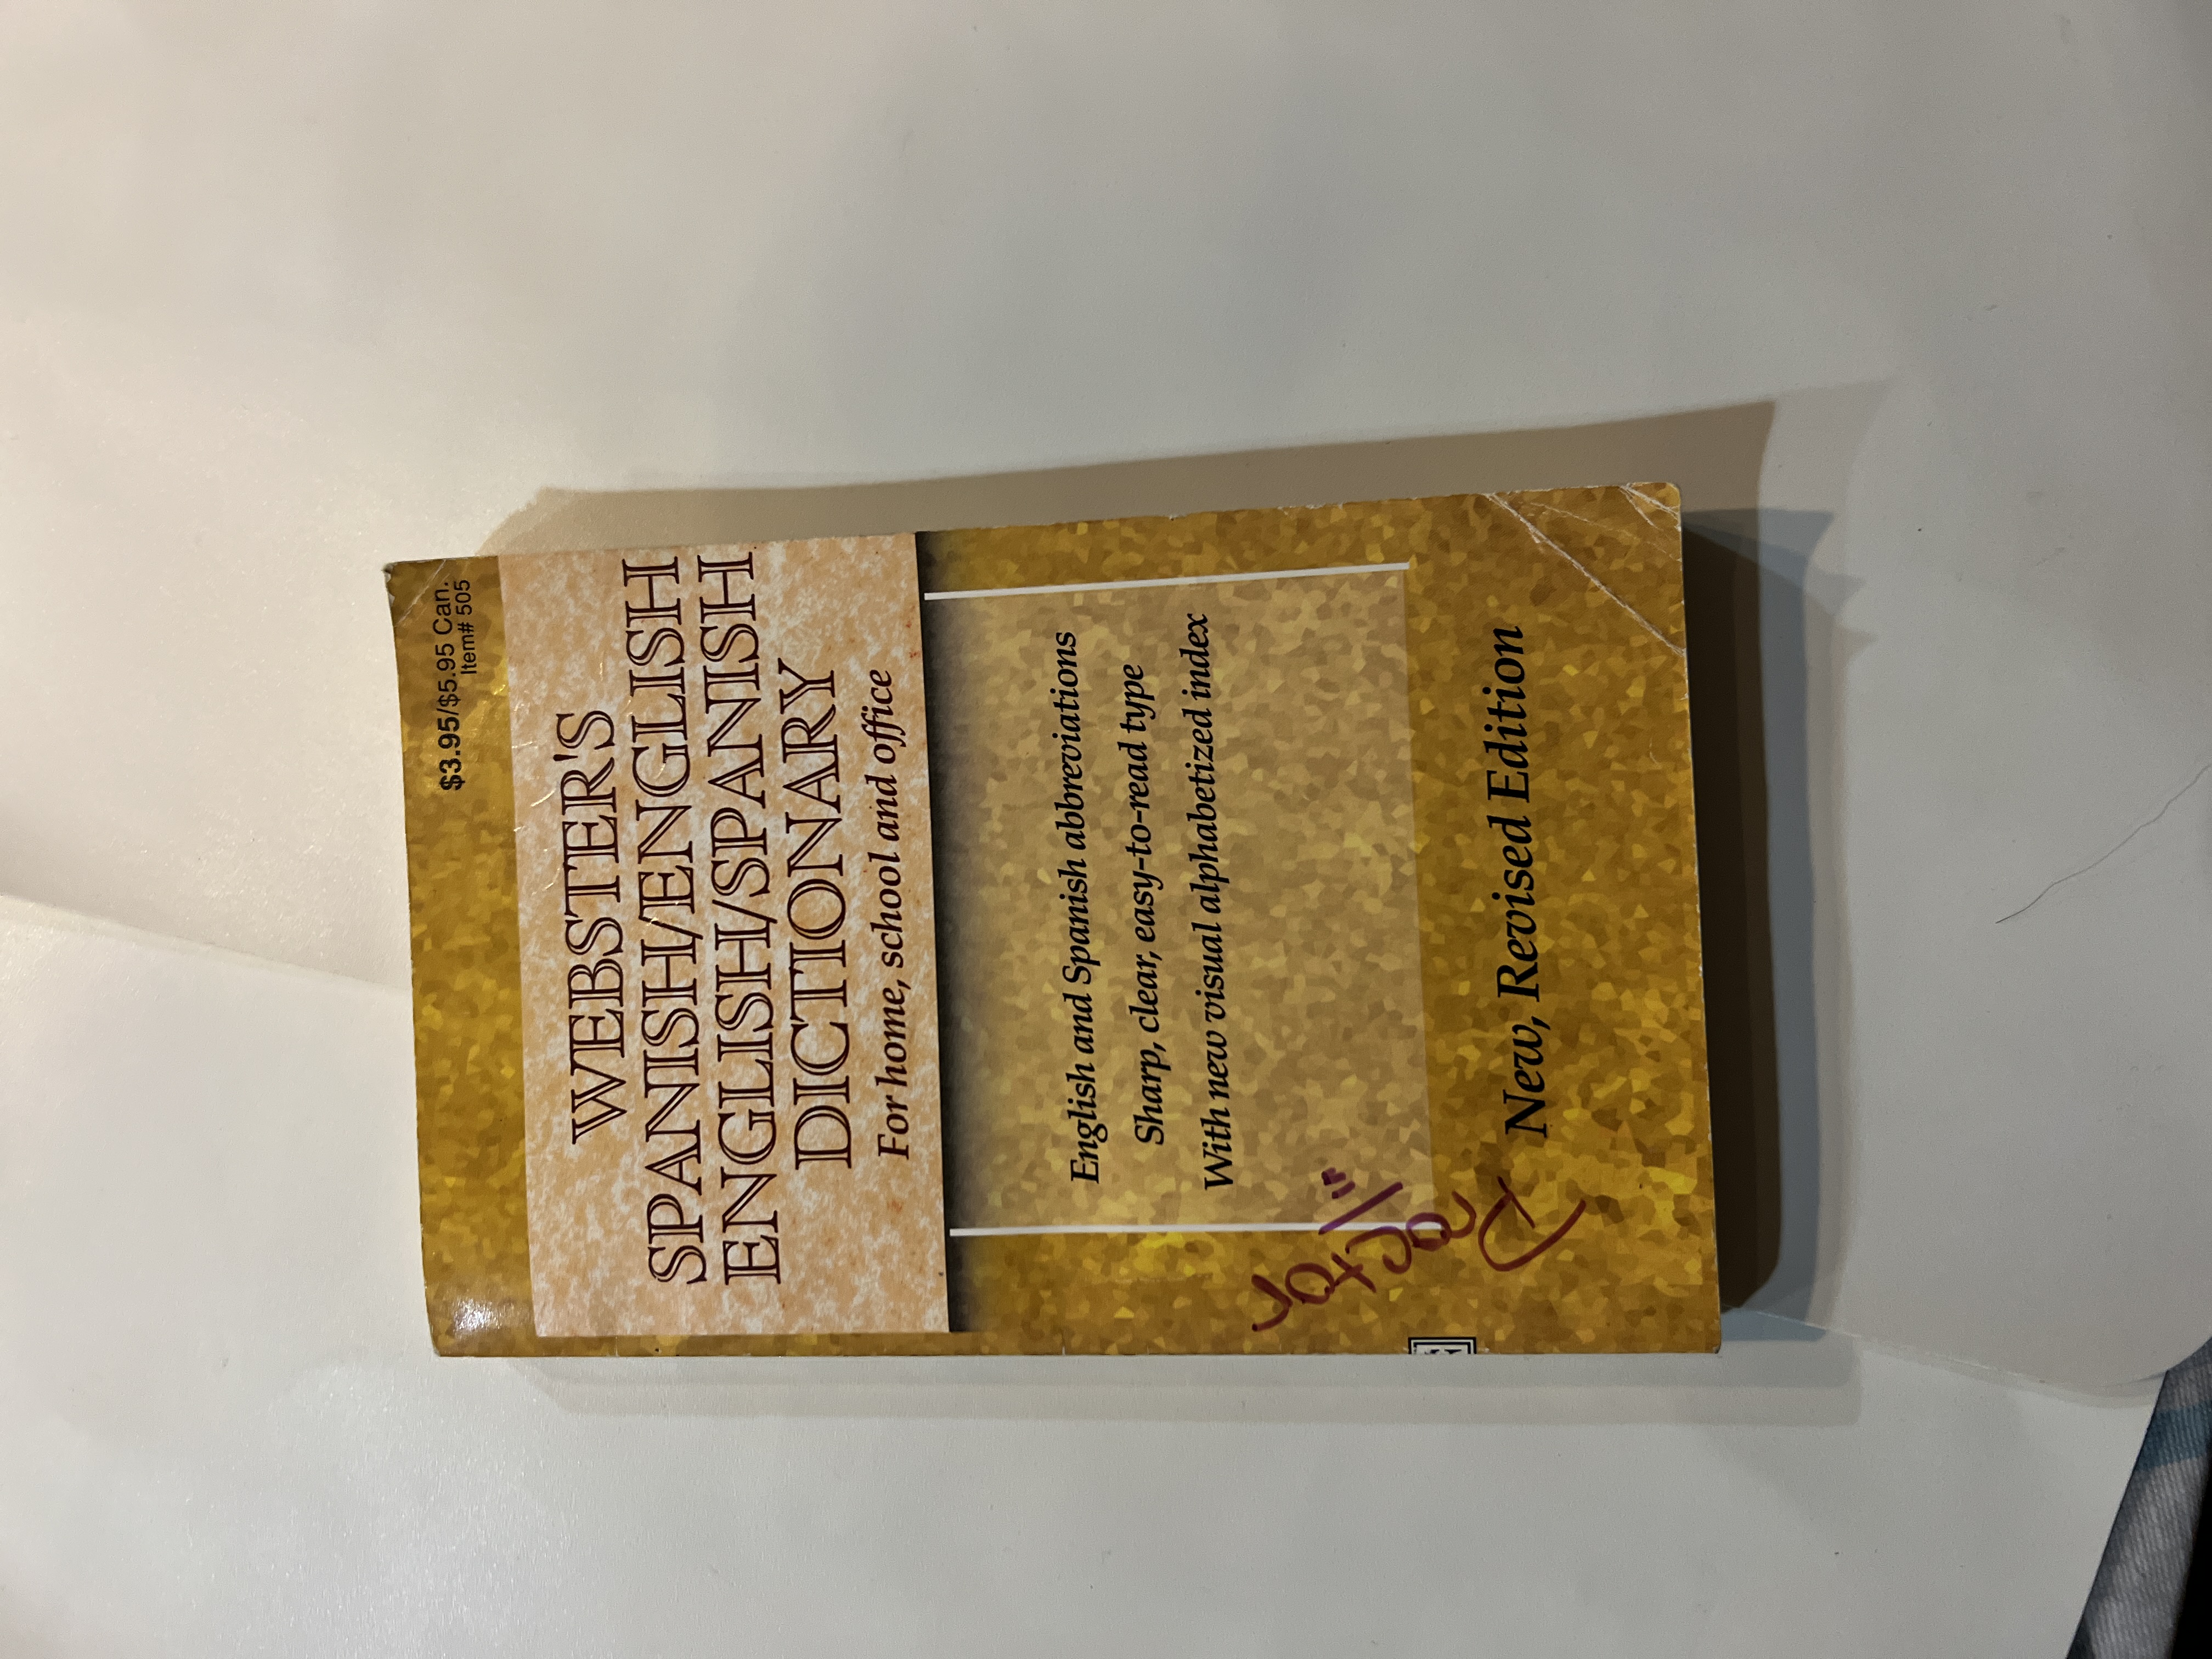 $3.95/$5.95 Can.
Item# 505
WEBSTER'S
SPANISH/ENGLISH
ENGLISH/SPANISH
DICTIONARY
For home, school and office
English and Spanish abbreviations
Sharp, clear, easy-to-read type
With new visual alphabetized index
New, Revised Edition